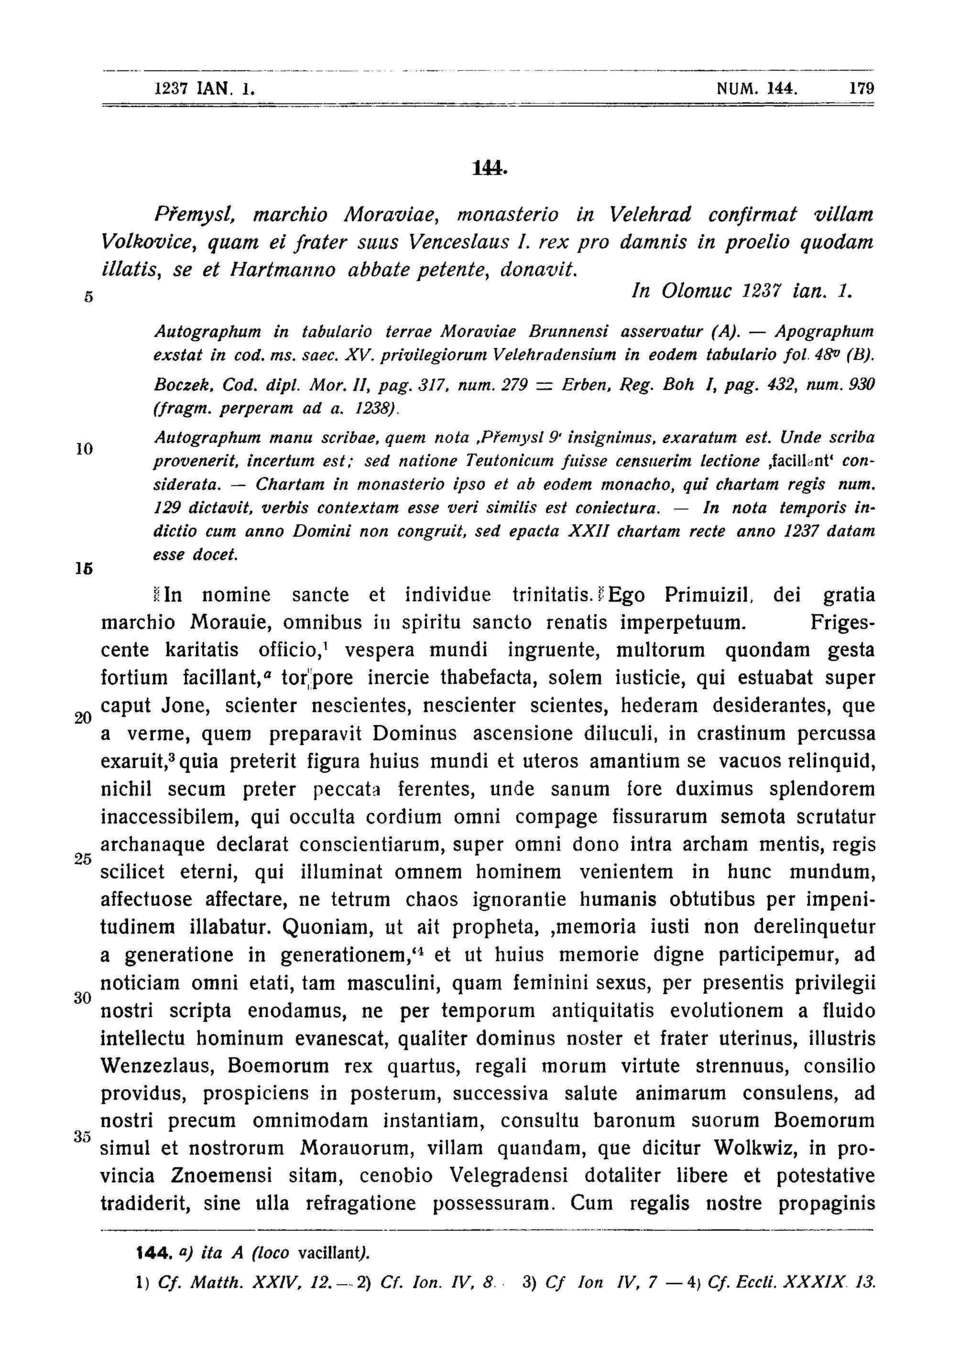 1237 IAN. 1. NUM. 144. 179
144.
Přemysl, marchio Moraviae, monasterio in Velehrad confirmat villam
Volkovice, quam ei frater suus Venceslaus I. rex pro damnis in proelio quodam
illatis, se et Hartmanno abbate petente, donavit.
5 In Olomuc 1237 ian. 1.
Autographum in tabulario terrae Moraviae Brunnensi asservatur (A). — Apographum
exstat in cod. ms. saec. XV. privilegiorum Velehradensium in eodem tabulario fol. 48v (B).
Boczek, Cod. dipl. Mor. II, pag. 317, num. 279 = Erben, Reg. Boh I, pag. 432, num. 930
(fragm. perperam ad a. 1238).
10 Autographum manu scribae, quem nota ‚Přemysl 9‘ insignimus, exaratum est. Unde scriba
provenerit, incertum est; sed natione Teutonicum fuisse censuerim lectione ‚facillant‘ con-
siderata. — Chartam in monasterio ipso et ab eodem monacho, qui chartam regis num.
129 dictavit, verbis contextam esse veri similis est coniectura. — In nota temporis in-
dictio cum anno Domini non congruit, sed epacta XXII chartam recte anno 1237 datam
15 esse docet.
In nomine sancte et individue trinitatis. Ego Primuizil, dei gratia
marchio Morauie, omnibus in spiritu sancto renatis imperpetuum. Friges-
cente karitatis officio,¹ vespera mundi ingruente, multorum quondam gesta
fortium facillant,ᵃ torpore inercie thabefacta, solem iusticie, qui estuabat super
20 caput Jone, scienter nescientes, nescienter scientes, hederam desiderantes, que
a verme, quem preparavit Dominus ascensione diluculi, in crastinum percussa
exaruit,³ quia preterit figura huius mundi et uteros amantium se vacuos relinquid,
nichil secum preter peccata ferentes, unde sanum fore duximus splendorem
inaccessibilem, qui occulta cordium omni compage fissurarum semota scrutatur
25 archanaque declarat conscientiarum, super omni dono intra archam mentis, regis
scilicet eterni, qui illuminat omnem hominem venientem in hunc mundum,
affectuose affectare, ne tetrum chaos ignorantie humanis obtutibus per impeni-
tudinem illabatur. Quoniam, ut ait propheta, ‚memoria iusti non derelinquetur
a generatione in generationem,‘⁴ et ut huius memorie digne participemur, ad
30 noticiam omni etati, tam masculini, quam feminini sexus, per presentis privilegii
nostri scripta enodamus, ne per temporum antiquitatis evolutionem a fluido
intellectu hominum evanescat, qualiter dominus noster et frater uterinus, illustris
Wenzezlaus, Boemorum rex quartus, regali morum virtute strennuus, consilio
providus, prospiciens in posterum, successiva salute animarum consulens, ad
nostri precum omnimodam instantiam, consultu baronum suorum Boemorum
35 simul et nostrorum Morauorum, villam quandam, que dicitur Wolkwiz, in pro-
vincia Znoemensi sitam, cenobio Velegradensi dotaliter libere et potestative
tradiderit, sine ulla refragatione possessuram. Cum regalis nostre propaginis
144. a) ita A (loco vacillant).
1) Cf. Matth. XXIV, 12. — 2) Cf. Ion. IV, 8. 3) Cf Ion IV, 7 — 4) Cf. Eccli. XXXIX 13.